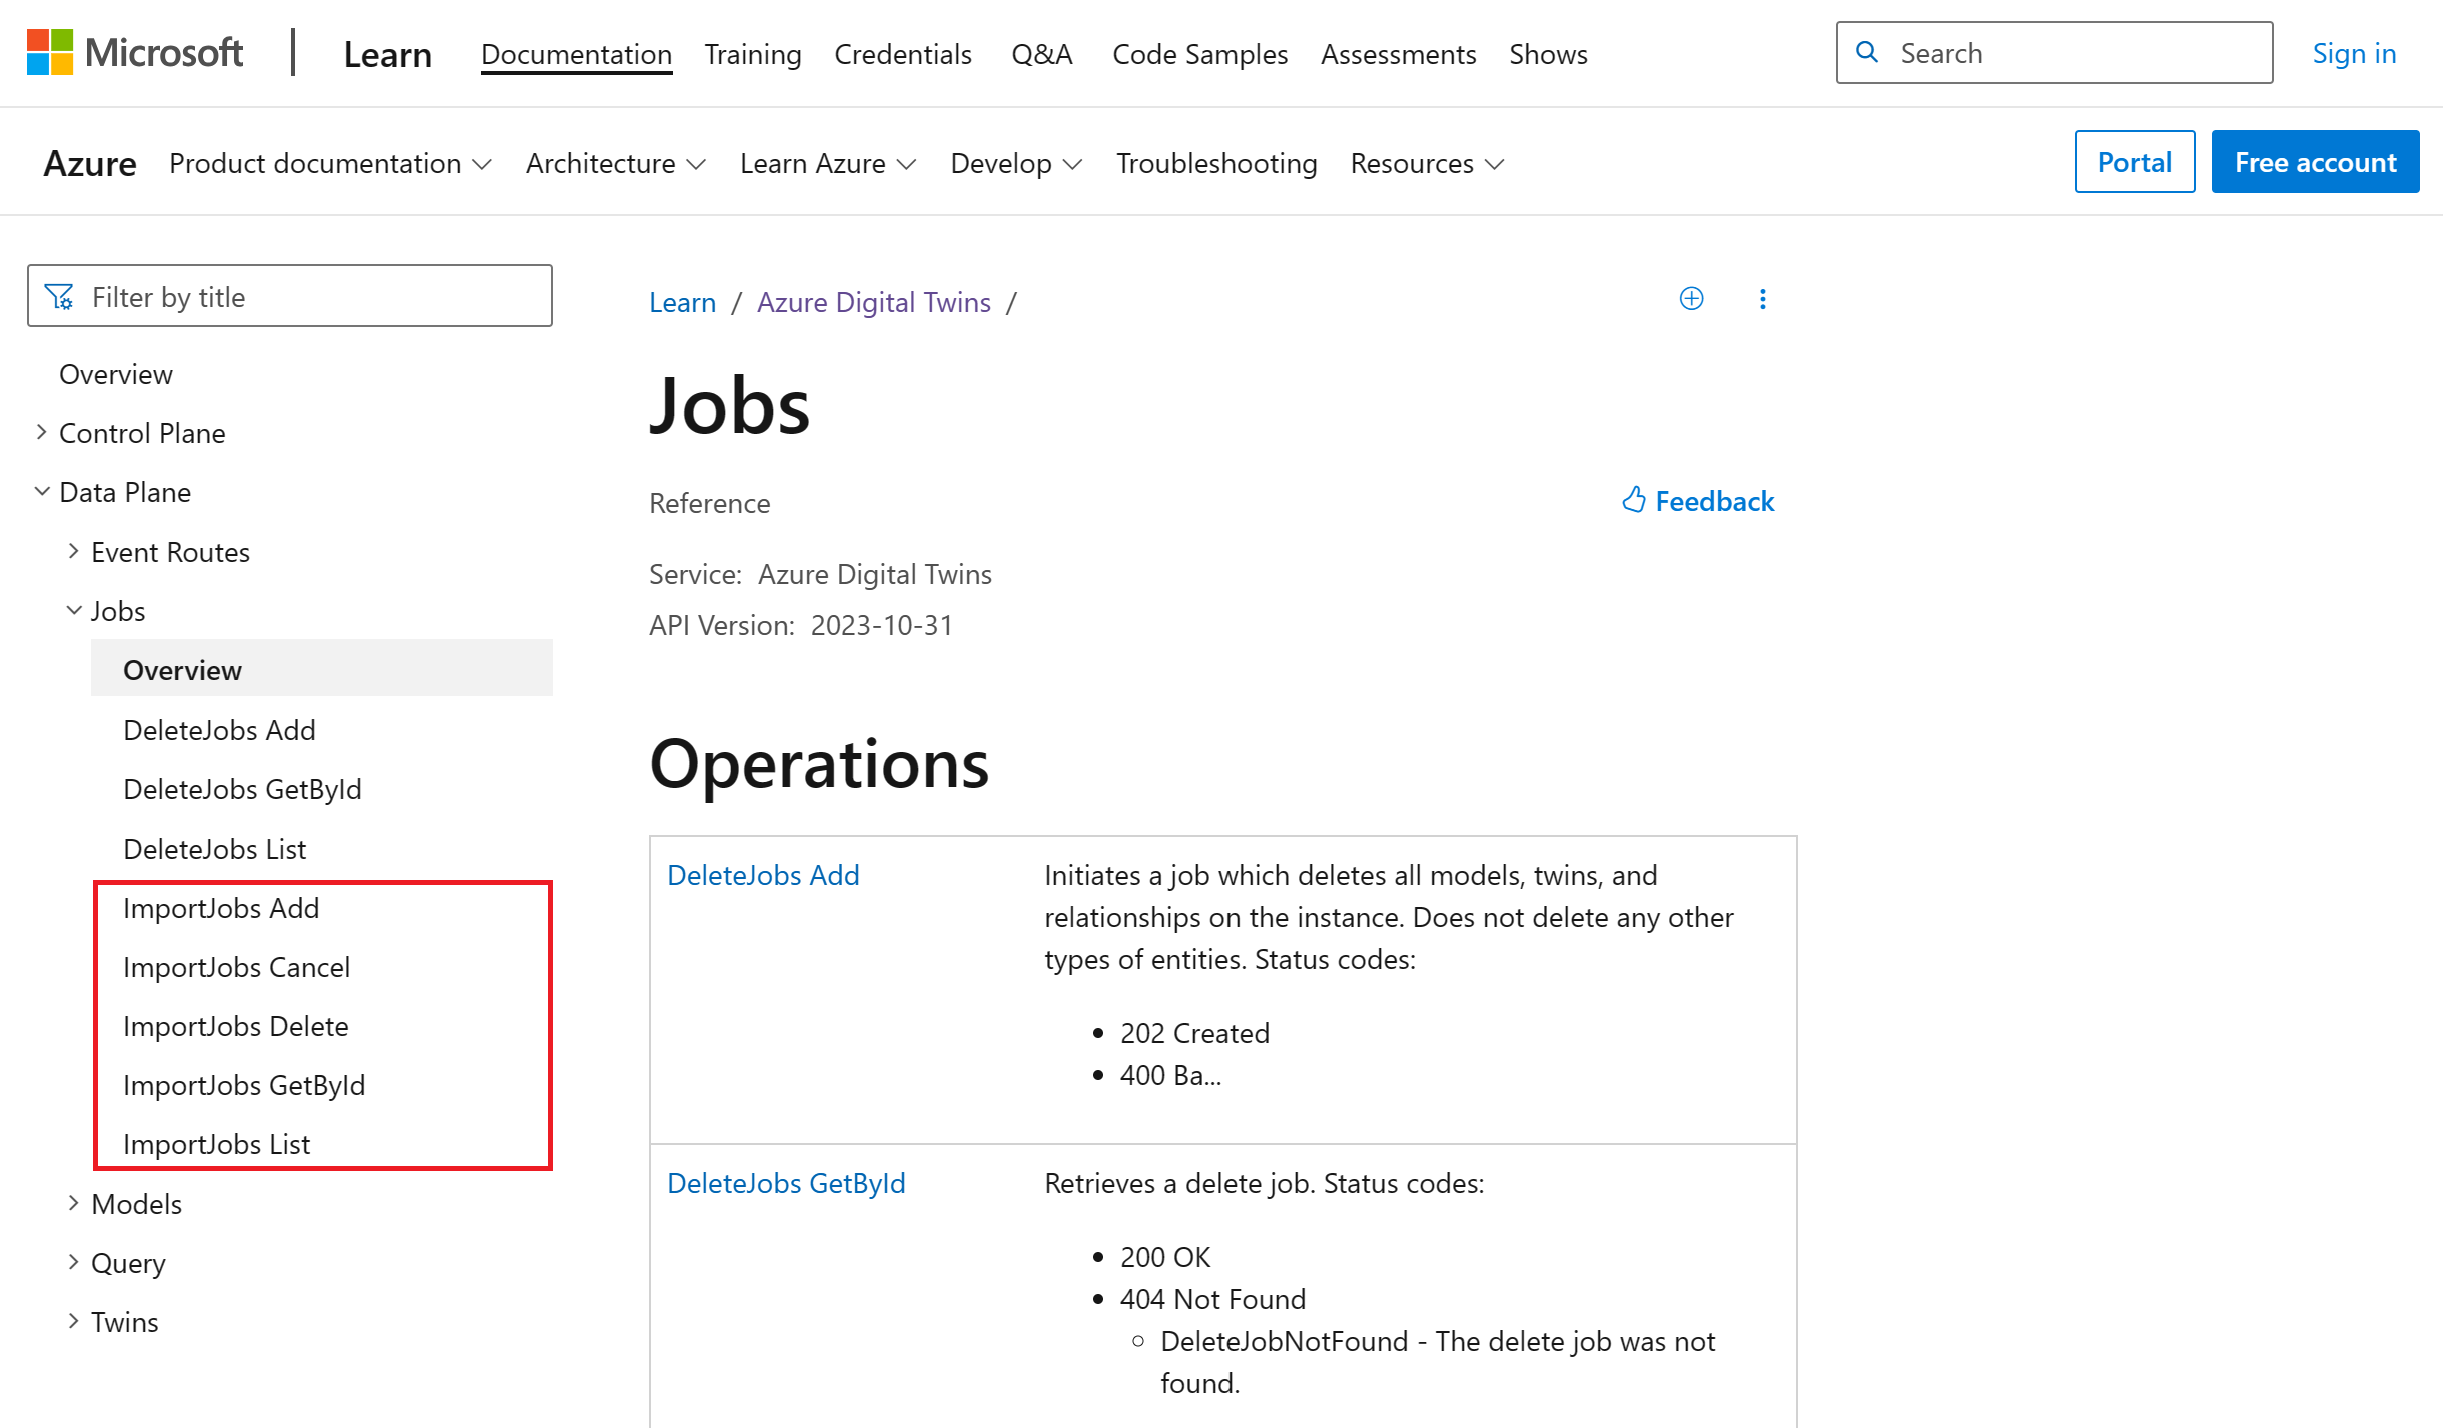 Microsoft
Learn Documentation Training Credentials Q&A Code Samples Assessments Shows
Search
Sign in
Azure Product documentation Architecture Learn Azure Develop Troubleshooting Resources
Portal
Free account
Filter by title
Overview
Control Plane
Data Plane
Event Routes
Jobs
Overview
DeleteJobs Add
DeleteJobs GetById
DeleteJobs List
ImportJobs Add
ImportJobs Cancel
ImportJobs Delete
ImportJobs GetById
ImportJobs List
Models
Query
Twins
Learn / Azure Digital Twins /
Jobs
Reference
Feedback
Service: Azure Digital Twins
API Version: 2023-10-31
Operations
DeleteJobs Add
Initiates a job which deletes all models, twins, and
relationships on the instance. Does not delete any other
types of entities. Status codes:
• 202 Created
• 400 Ba...
DeleteJobs GetById
Retrieves a delete job. Status codes:
• 200 OK
• 404 Not Found
○ DeleteJobNotFound - The delete job was not
found.